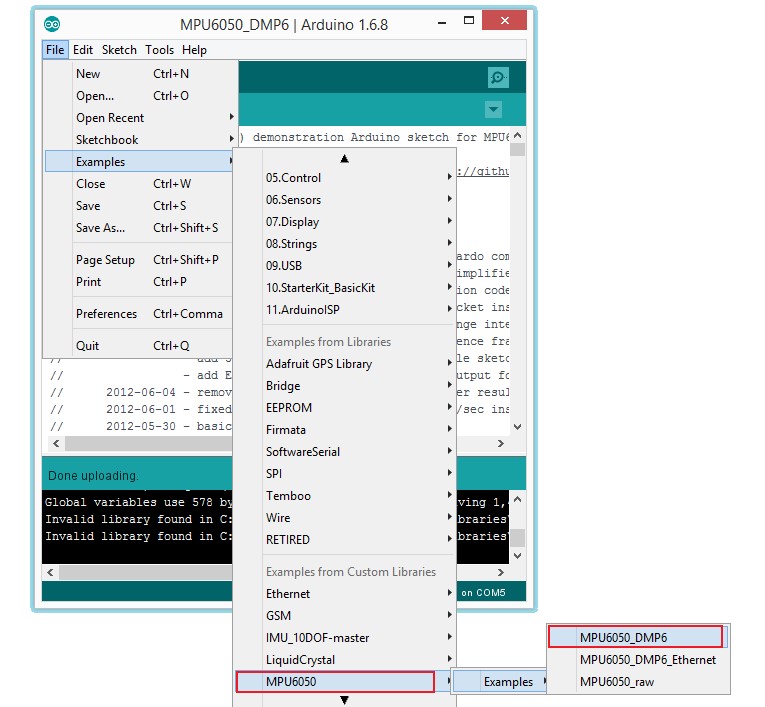 MPU6050_DMP6 | Arduino 1.6.8
File Edit Sketch Tools Help
New Ctrl+N
Open... Ctrl+O
Open Recent
Sketchbook
Examples
Close Ctrl+W
Save Ctrl+S
Save As... Ctrl+Shift+S
Page Setup Ctrl+Shift+P
Print Ctrl+P
Preferences Ctrl+Comma
Quit Ctrl+Q
) demonstration Arduino sketch for MPU6
://githu
05.Control
06.Sensors
07.Display
08.Strings
09.USB
10.StarterKit_BasicKit
11.ArduinoISP
Examples from Libraries
Adafruit GPS Library
Bridge
EEPROM
Firmata
SoftwareSerial
SPI
Temboo
Wire
RETIRED
Examples from Custom Libraries
Ethernet
GSM
IMU_10DOF-master
LiquidCrystal
MPU6050
Examples
MPU6050_DMP6
MPU6050_DMP6_Ethernet
MPU6050_raw
ardo com
implifie
ion code
cket ins
nge inte
ence fra
// - add le sketc
// - add E utput fo
// 2012-06-04 - remov er resul
// 2012-06-01 - fixed /sec ins
// 2012-05-30 - basic
Done uploading.
Global variables use 578 by ving 1,
Invalid library found in C: braries
Invalid library found in C: braries
on COM5